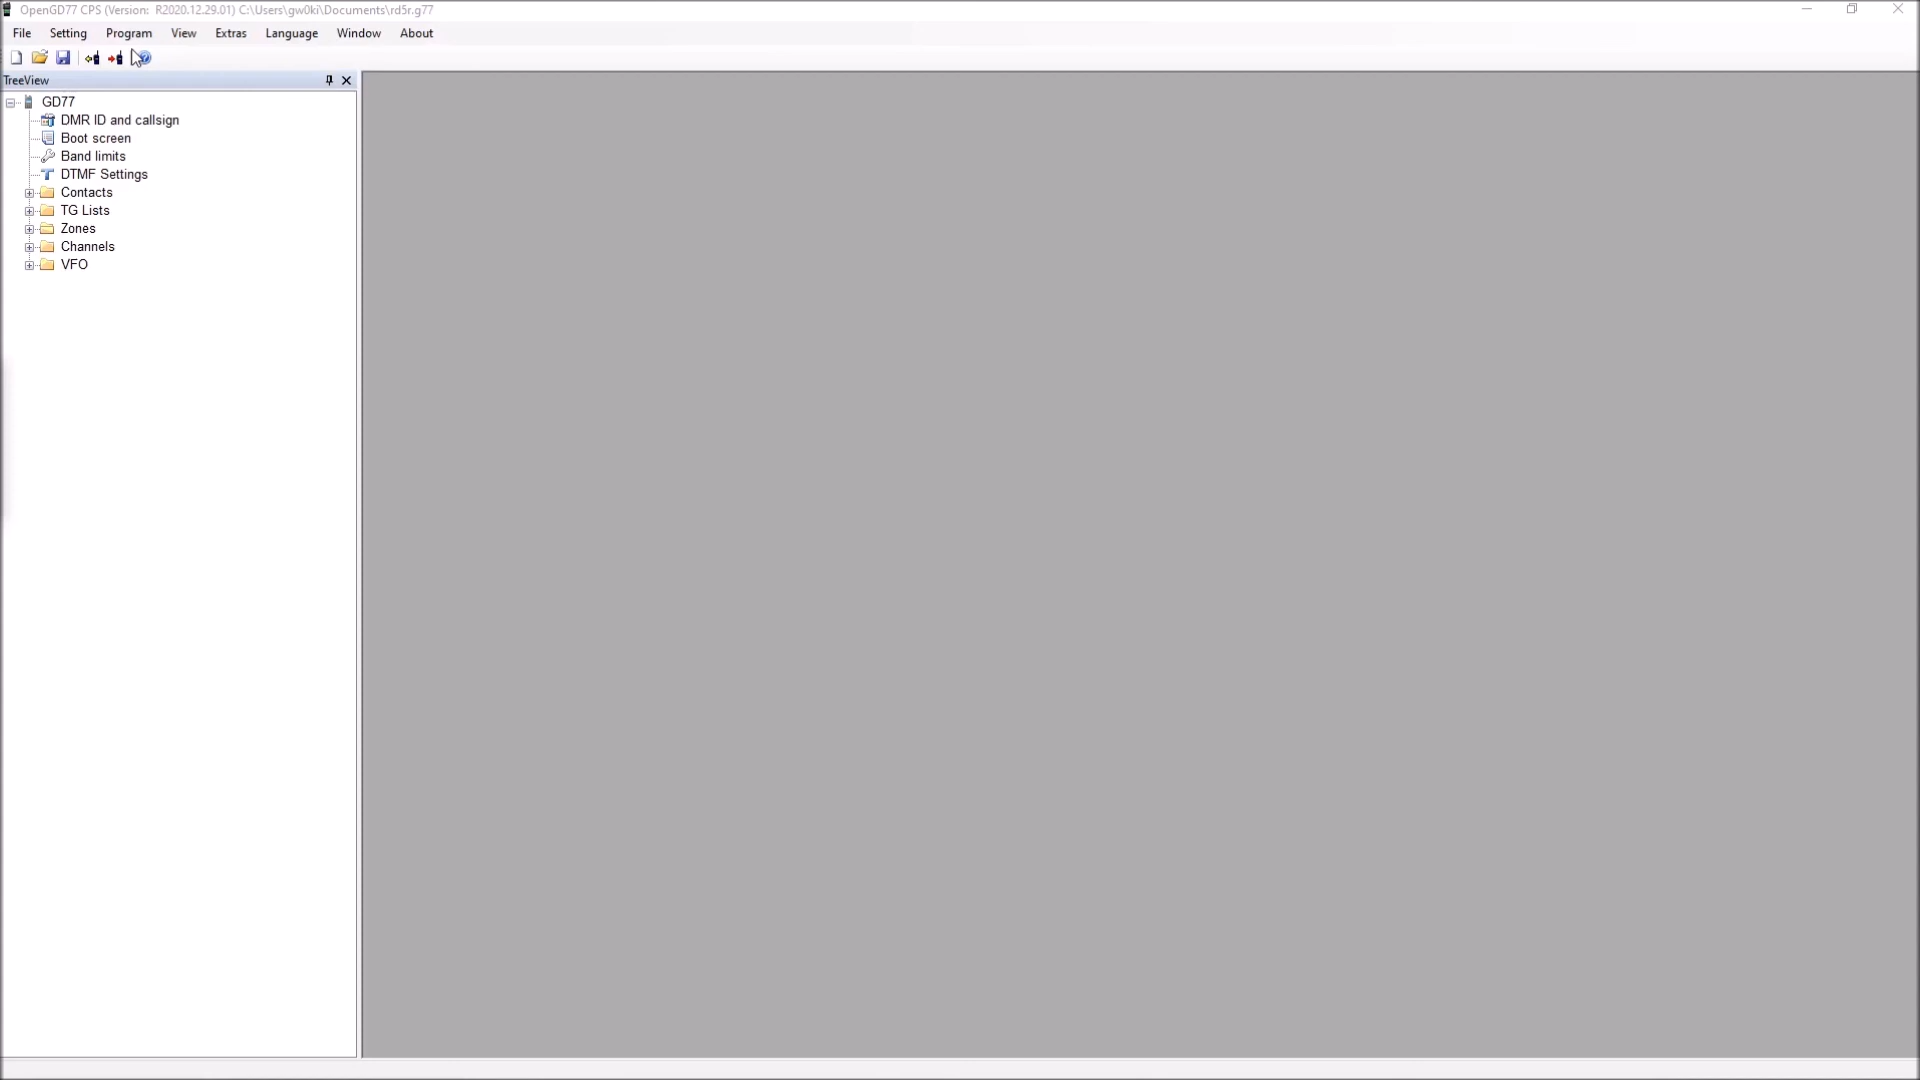 OpenGD77 CPS (Version:  R2020.12.29.01) C:\Users\gw0ki\Documents\rd5r.g77
File Setting Program View Extras Language Window About
TreeView
GD77
DMR ID and callsign
Boot screen
Band limits
DTMF Settings
Contacts
TG Lists
Zones
Channels
VFO